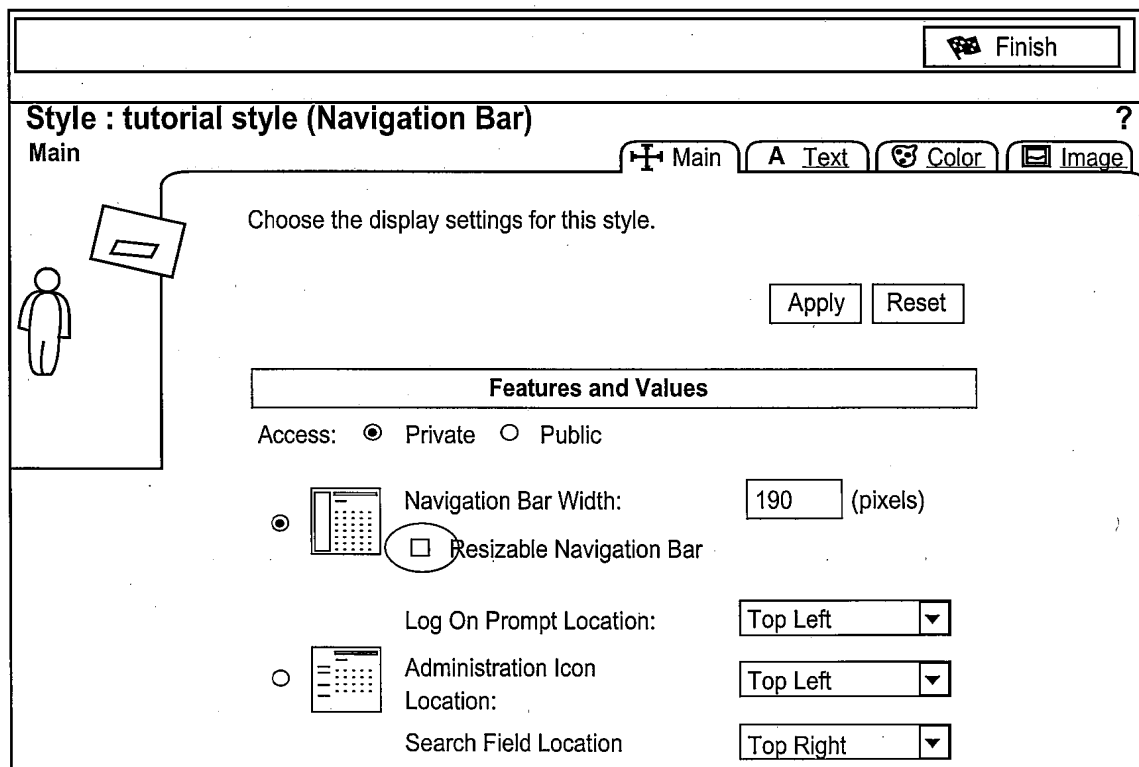 Finish
Style : tutorial style (Navigation Bar) ?
Main
Main A Text Color Image
Choose the display settings for this style.
Apply Reset
Features and Values
Access: Private Public
Navigation Bar Width: 190 (pixels)
Resizable Navigation Bar
Log On Prompt Location: Top Left
Administration Icon
Location: Top Left
Search Field Location Top Right